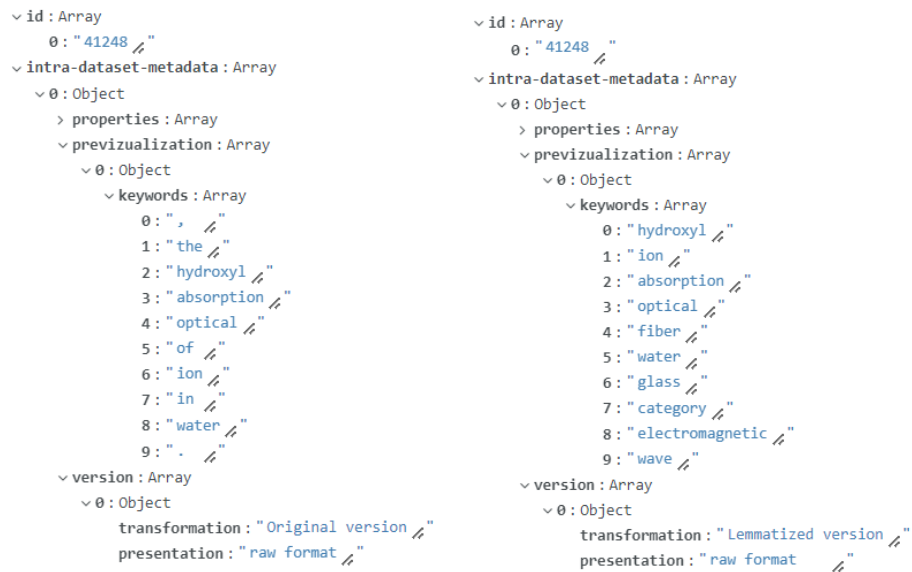 id : Array
0 : "41248"
intra-dataset-metadata : Array
0 : Object
properties : Array
previzualization : Array
0 : Object
keywords : Array
0 : ","
1 : "the"
2 : "hydroxyl"
3 : "absorption"
4 : "optical"
5 : "of"
6 : "ion"
7 : "in"
8 : "water"
9 : "."
version : Array
0 : Object
transformation : "Original version"
presentation : "raw format"
id : Array
0 : "41248"
intra-dataset-metadata : Array
0 : Object
properties : Array
previzualization : Array
0 : Object
keywords : Array
0 : "hydroxyl"
1 : "ion"
2 : "absorption"
3 : "optical"
4 : "fiber"
5 : "water"
6 : "glass"
7 : "category"
8 : "electromagnetic"
9 : "wave"
version : Array
0 : Object
transformation : "Lemmatized version"
presentation : "raw format"